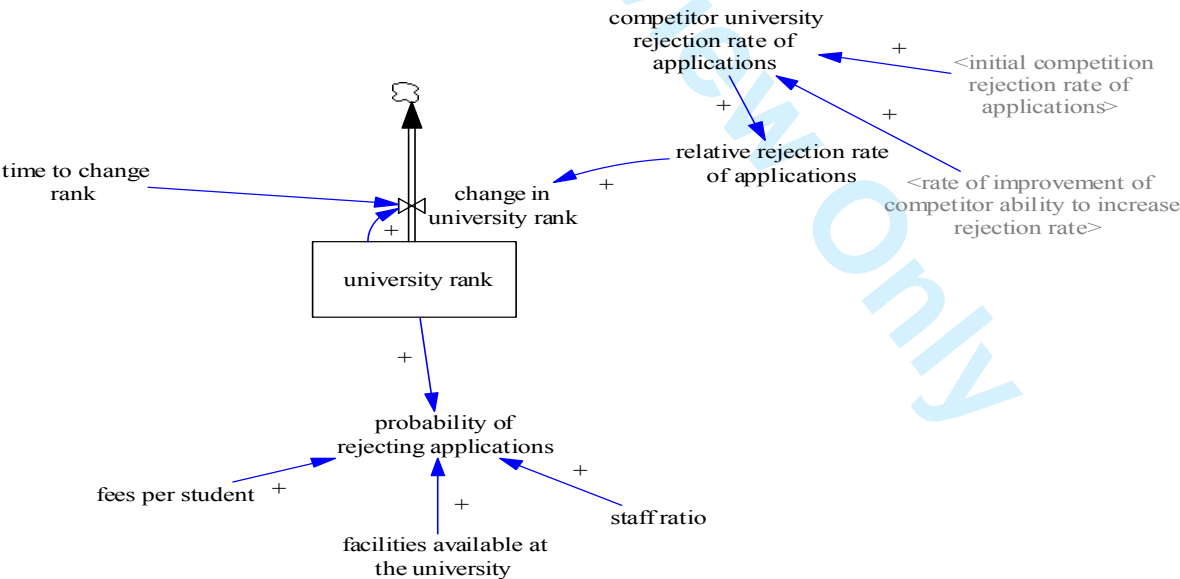 competitor university
rejection rate of
applications
+
<initial competition
rejection rate of
applications>
+
+
relative rejection rate
of applications
<rate of improvement of
competitor ability to increase
rejection rate>
+
time to change
rank
change in
university rank
+
university rank
+
probability of
rejecting applications
fees per student
+
+
+
staff ratio
facilities available at
the university
ew Only